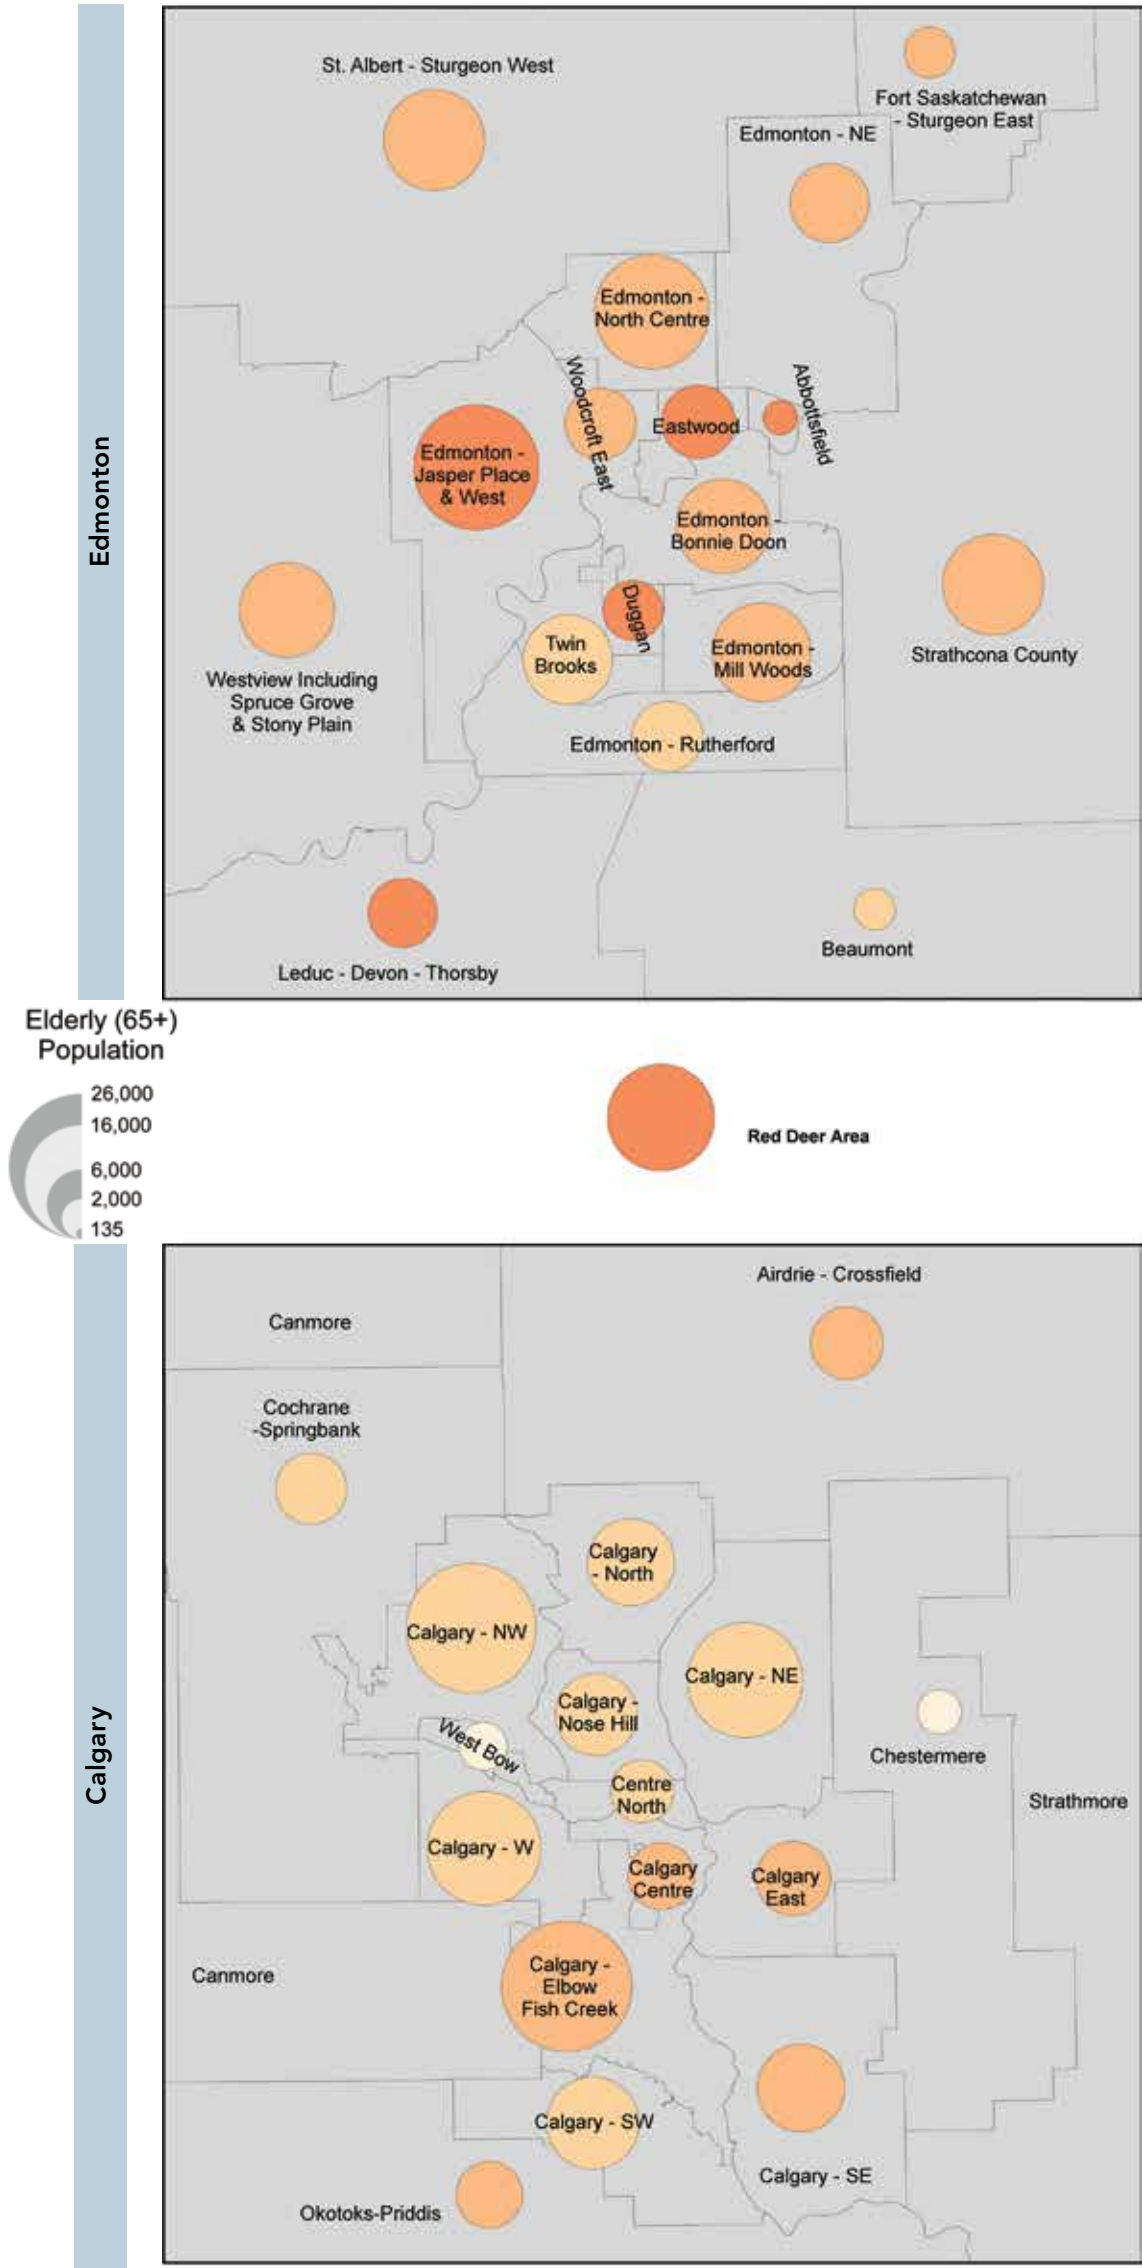 Edmonton
St. Albert - Sturgeon West
Fort Saskatchewan
- Sturgeon East
Edmonton - NE
Edmonton -
North Centre
Woodcroft East
Eastwood
Abbottsfield
Edmonton -
Jasper Place
& West
Edmonton -
Bonnie Doon
Duggan
Twin
Brooks
Edmonton -
Mill Woods
Strathcona County
Westview Including
Spruce Grove
& Stony Plain
Edmonton - Rutherford
Leduc - Devon - Thorsby
Beaumont
Elderly (65+)
Population
26,000
16,000
6,000
2,000
135
Red Deer Area
Calgary
Airdrie - Crossfield
Canmore
Cochrane
-Springbank
Calgary
- North
Calgary - NW
Calgary - NE
Calgary -
Nose Hill
West Bow
Chestermere
Centre
North
Strathmore
Calgary - W
Calgary
Centre
Calgary
East
Canmore
Calgary -
Elbow
Fish Creek
Calgary - SW
Calgary - SE
Okotoks-Priddis